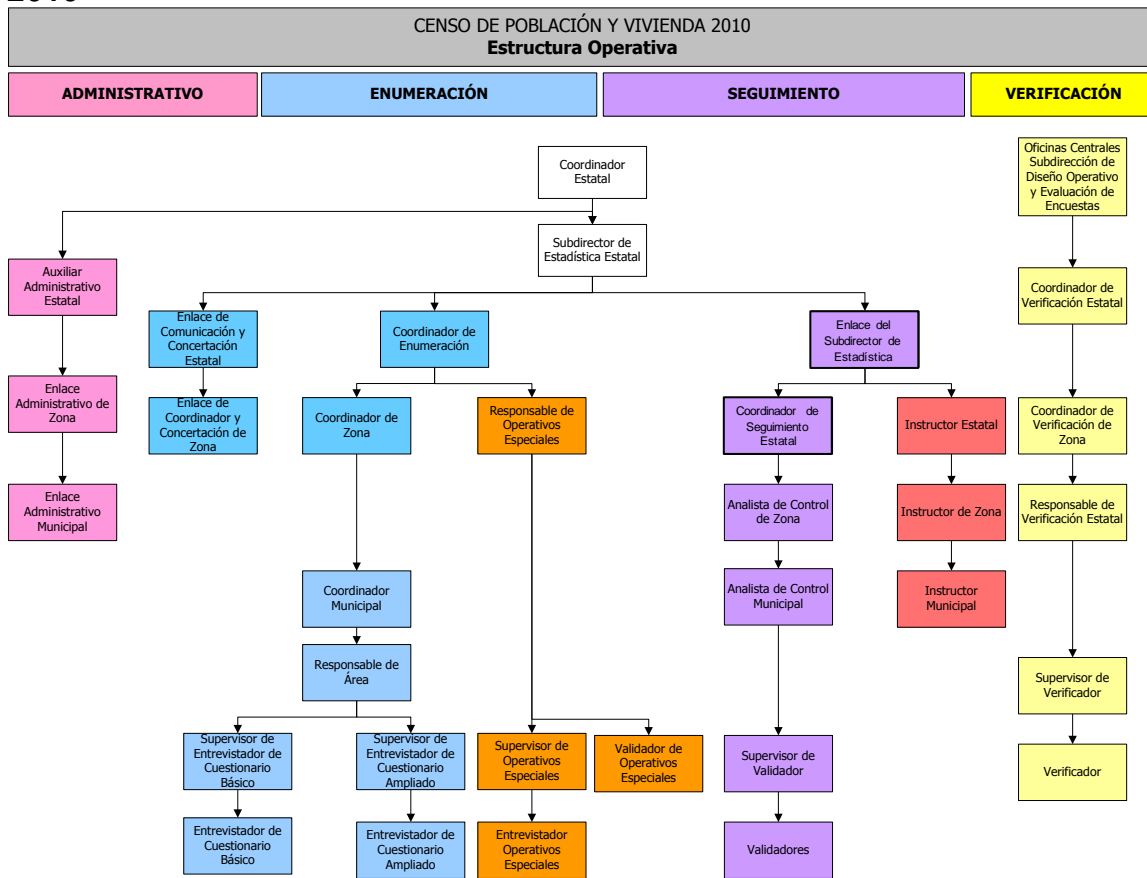 2010
CENSO DE POBLACIÓN Y VIVIENDA 2010
Estructura Operativa
ADMINISTRATIVO
ENUMERACIÓN
SEGUIMIENTO
VERIFICACIÓN
Oficinas Centrales
Subdirección de
Diseño Operativo
y Evaluación de
Encuestas
Coordinador
Estatal
Subdirector de
Estadística Estatal
Auxiliar
Administrativo
Estatal
Coordinador de
Verificación Estatal
Enlace de
Comunicación y
Concertación
Estatal
Coordinador de
Enumeración
Enlace del
Subdirector de
Estadística
Enlace
Administrativo de
Zona
Enlace de
Coordinador y
Concertación de
Zona
Coordinador de
Zona
Responsable de
Operativos
Especiales
Coordinador de
Seguimiento
Estatal
Instructor Estatal
Coordinador de
Verificación de
Zona
Enlace
Administrativo
Municipal
Analista de Control
de Zona
Instructor de Zona
Responsable de
Verificación Estatal
Coordinador
Municipal
Analista de Control
Municipal
Instructor
Municipal
Responsable de
Área
Supervisor de
Verificador
Supervisor de
Entrevistador de
Cuestionario
Básico
Supervisor de
Entrevistador de
Cuestionario
Ampliado
Supervisor de
Operativos
Especiales
Validador de
Operativos
Especiales
Supervisor de
Validador
Verificador
Entrevistador de
Cuestionario
Básico
Entrevistador de
Cuestionario
Ampliado
Entrevistador
Operativos
Especiales
Validadores